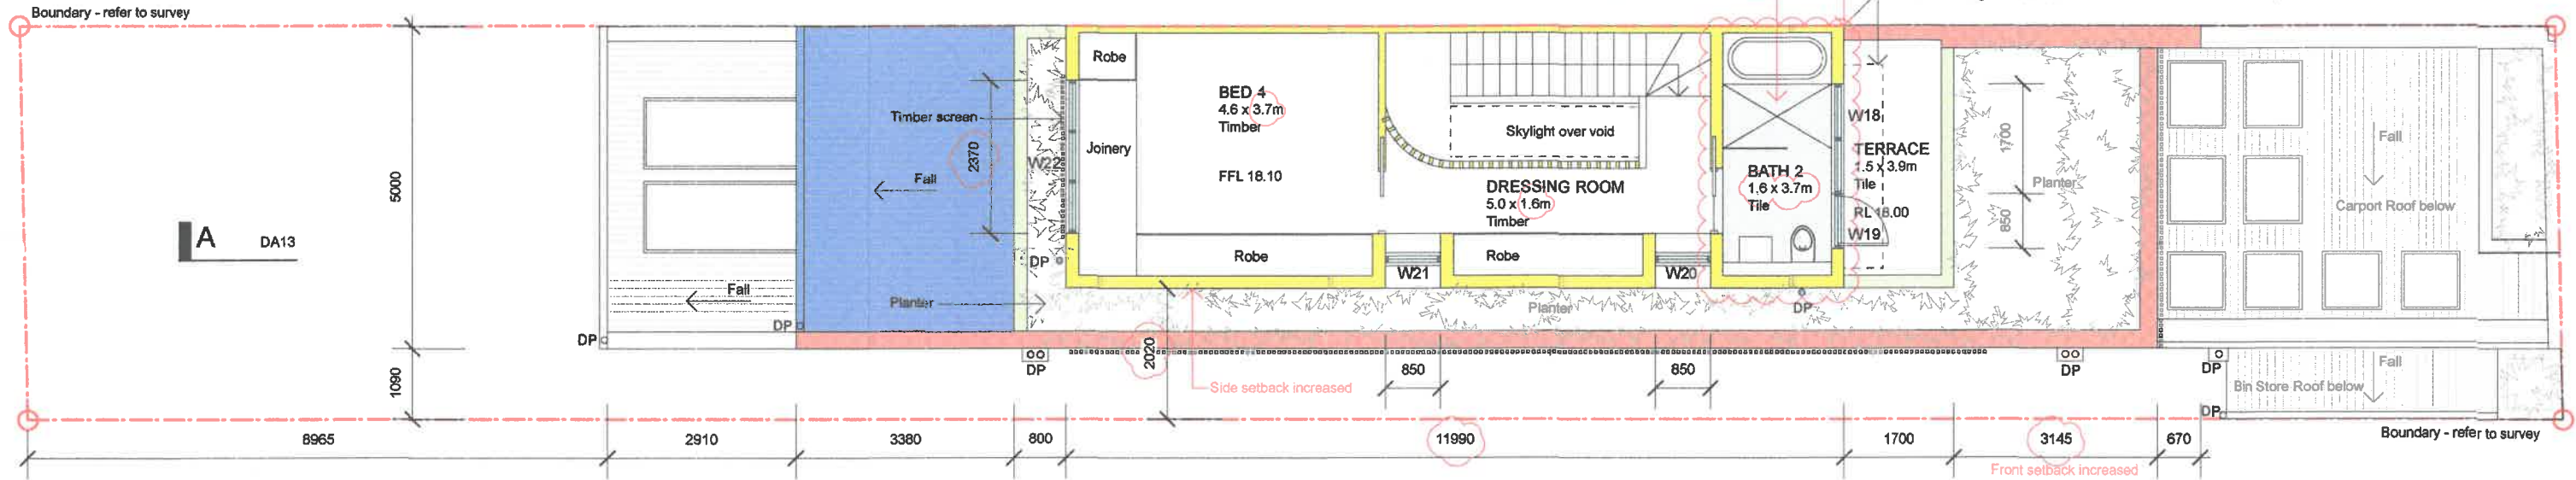 Boundary - refer to survey
5000
1090
A
DA13
Fall
DP
DP
Timber screen
Fall
2370
W22
DP
Planter
DP
Robe
Joinery
BED 4
4.6 x 3.7m
Timber
FFL 18.10
Robe
Skylight over void
DRESSING ROOM
5.0 x 1.6m
Timber
Robe
W21
W20
BATH 2
1.6 x 3.7m
Tile
W18
TERRACE
1.5 x 3.9m
Tile
RL 18.00
W19
DP
Planter
Planter
1700
850
Fall
Carport Roof below
2020
Side setback increased
850
850
DP
DP
Fall
Bin Store Roof below
DP
Boundary - refer to survey
8965
2910
3380
800
11990
1700
3145
670
Front setback increased